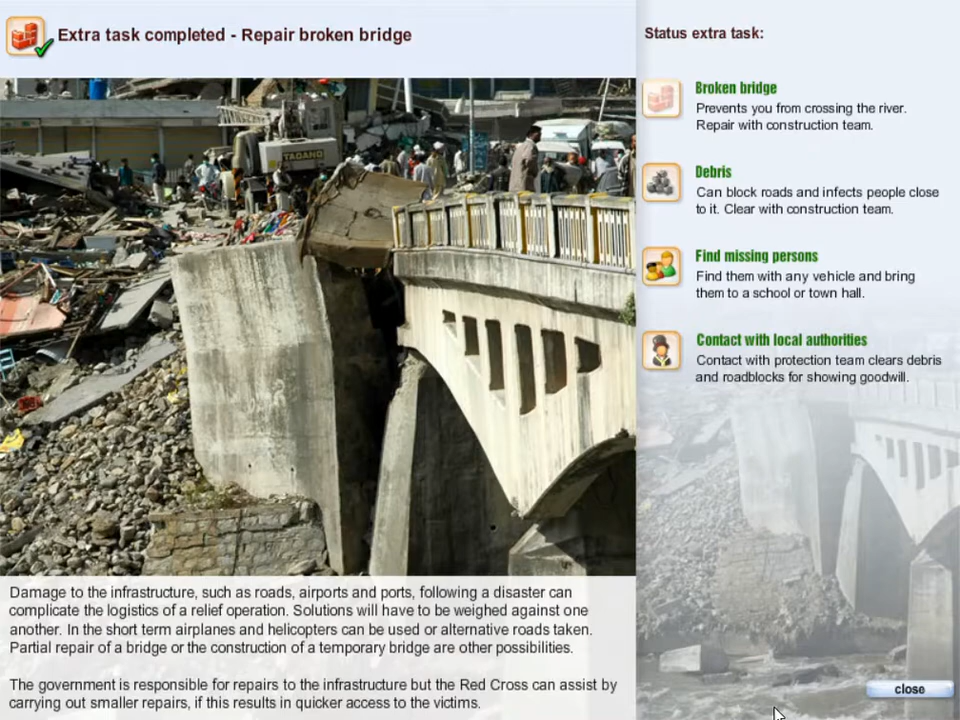 Extra task completed - Repair broken bridge
TADANO
Damage to the infrastructure, such as roads, airports and ports, following a disaster can
complicate the logistics of a relief operation. Solutions will have to be weighed against one
another. In the short term airplanes and helicopters can be used or alternative roads taken.
Partial repair of a bridge or the construction of a temporary bridge are other possibilities.
The government is responsible for repairs to the infrastructure but the Red Cross can assist by
carrying out smaller repairs, if this results in quicker access to the victims.
Status extra task:
Broken bridge
Prevents you from crossing the river.
Repair with construction team.
Debris
Can block roads and infects people close
to it. Clear with construction team.
Find missing persons
Find them with any vehicle and bring
them to a school or town hall.
Contact with local authorities
Contact with protection team clears debris
and roadblocks for showing goodwill.
close